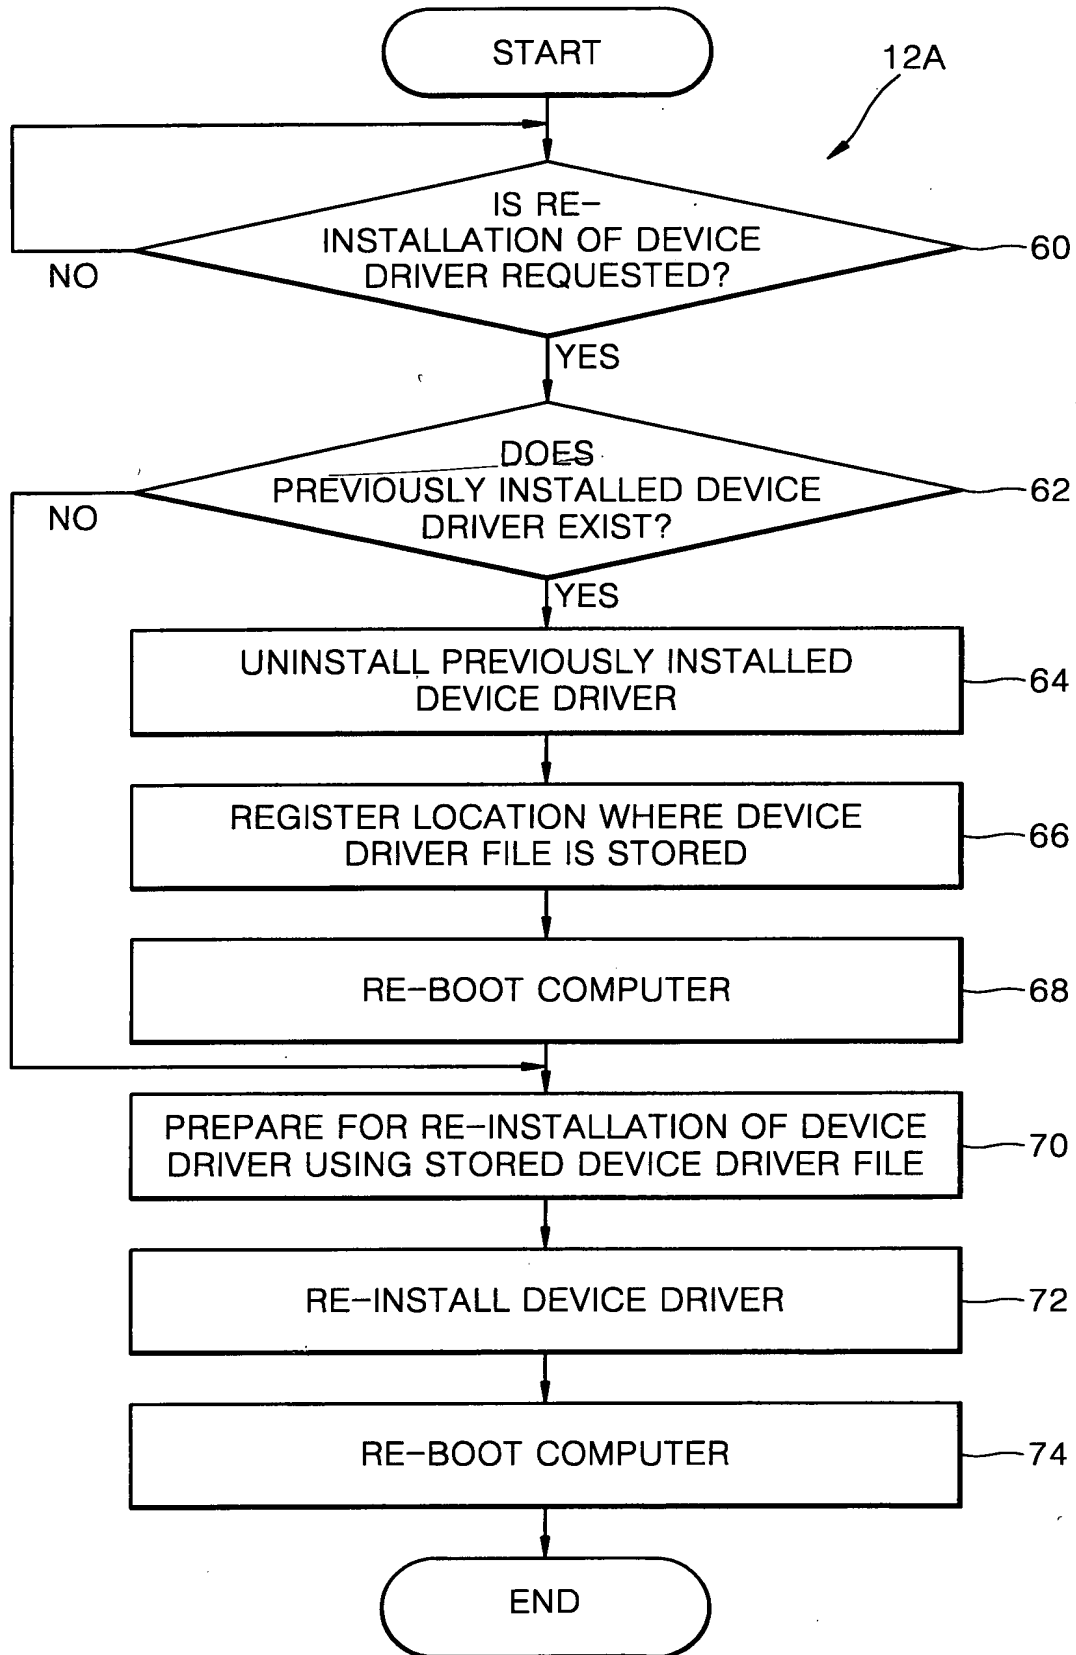 START
12A
IS RE-
INSTALLATION OF DEVICE
DRIVER REQUESTED?
60
NO
YES
DOES
PREVIOUSLY INSTALLED DEVICE
DRIVER EXIST?
62
NO
YES
UNINSTALL PREVIOUSLY INSTALLED
DEVICE DRIVER
64
REGISTER LOCATION WHERE DEVICE
DRIVER FILE IS STORED
66
RE-BOOT COMPUTER
68
PREPARE FOR RE-INSTALLATION OF DEVICE
DRIVER USING STORED DEVICE DRIVER FILE
70
RE-INSTALL DEVICE DRIVER
72
RE-BOOT COMPUTER
74
END